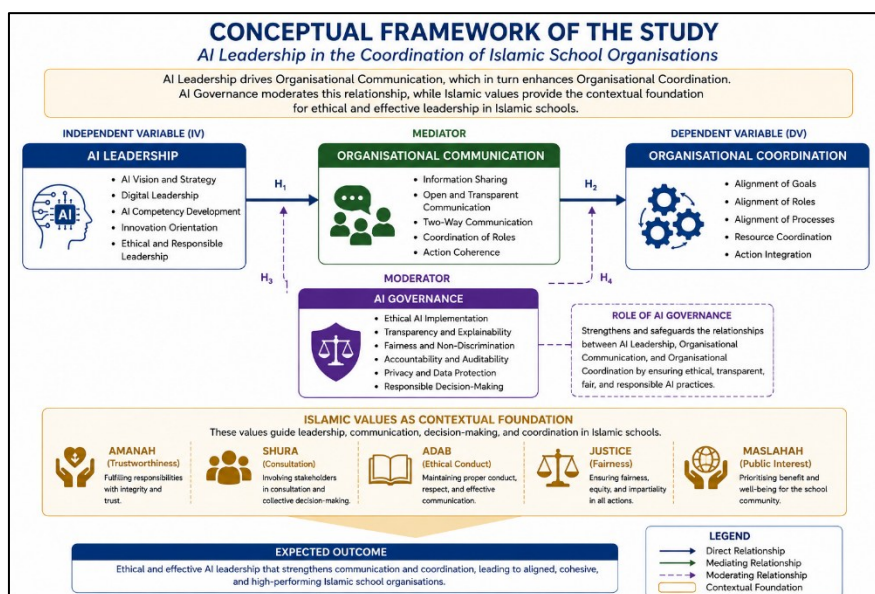 CONCEPTUAL FRAMEWORK OF THE STUDY
AI Leadership in the Coordination of Islamic School Organisations
AI Leadership drives Organisational Communication, which in turn enhances Organisational Coordination.
AI Governance moderates this relationship, while Islamic values provide the contextual foundation
for ethical and effective leadership in Islamic schools.
INDEPENDENT VARIABLE (IV)
AI LEADERSHIP
AI
• AI Vision and Strategy
• Digital Leadership
• AI Competency Development
• Innovation Orientation
• Ethical and Responsible
Leadership
H1
MEDIATOR
ORGANISATIONAL COMMUNICATION
• Information Sharing
• Open and Transparent
Communication
• Two-Way Communication
• Coordination of Roles
• Action Coherence
H2
DEPENDENT VARIABLE (DV)
ORGANISATIONAL COORDINATION
• Alignment of Goals
• Alignment of Roles
• Alignment of Processes
• Resource Coordination
• Action Integration
H3
H4
MODERATOR
AI GOVERNANCE
• Ethical AI Implementation
• Transparency and Explainability
• Fairness and Non-Discrimination
• Accountability and Auditability
• Privacy and Data Protection
• Responsible Decision-Making
ROLE OF AI GOVERNANCE
Strengthens and safeguards the relationships
between AI Leadership, Organisational
Communication, and Organisational
Coordination by ensuring ethical, transparent,
fair, and responsible AI practices.
ISLAMIC VALUES AS CONTEXTUAL FOUNDATION
These values guide leadership, communication, decision-making, and coordination in Islamic schools.
AMANAH
(Trustworthiness)
Fulfilling responsibilities
with integrity and
trust.
SHURA
(Consultation)
Involving stakeholders
in consultation and
collective decision-making.
ADAB
(Ethical Conduct)
Maintaining proper conduct,
respect, and effective
communication.
JUSTICE
(Fairness)
Ensuring fairness,
equity, and impartiality
in all actions.
MASLAHAH
(Public Interest)
Prioritising benefit
and well-being for the school
community.
EXPECTED OUTCOME
Ethical and effective AI leadership that strengthens communication and coordination, leading to aligned, cohesive,
and high-performing Islamic school organisations.
LEGEND
Direct Relationship
Mediating Relationship
Moderating Relationship
Contextual Foundation